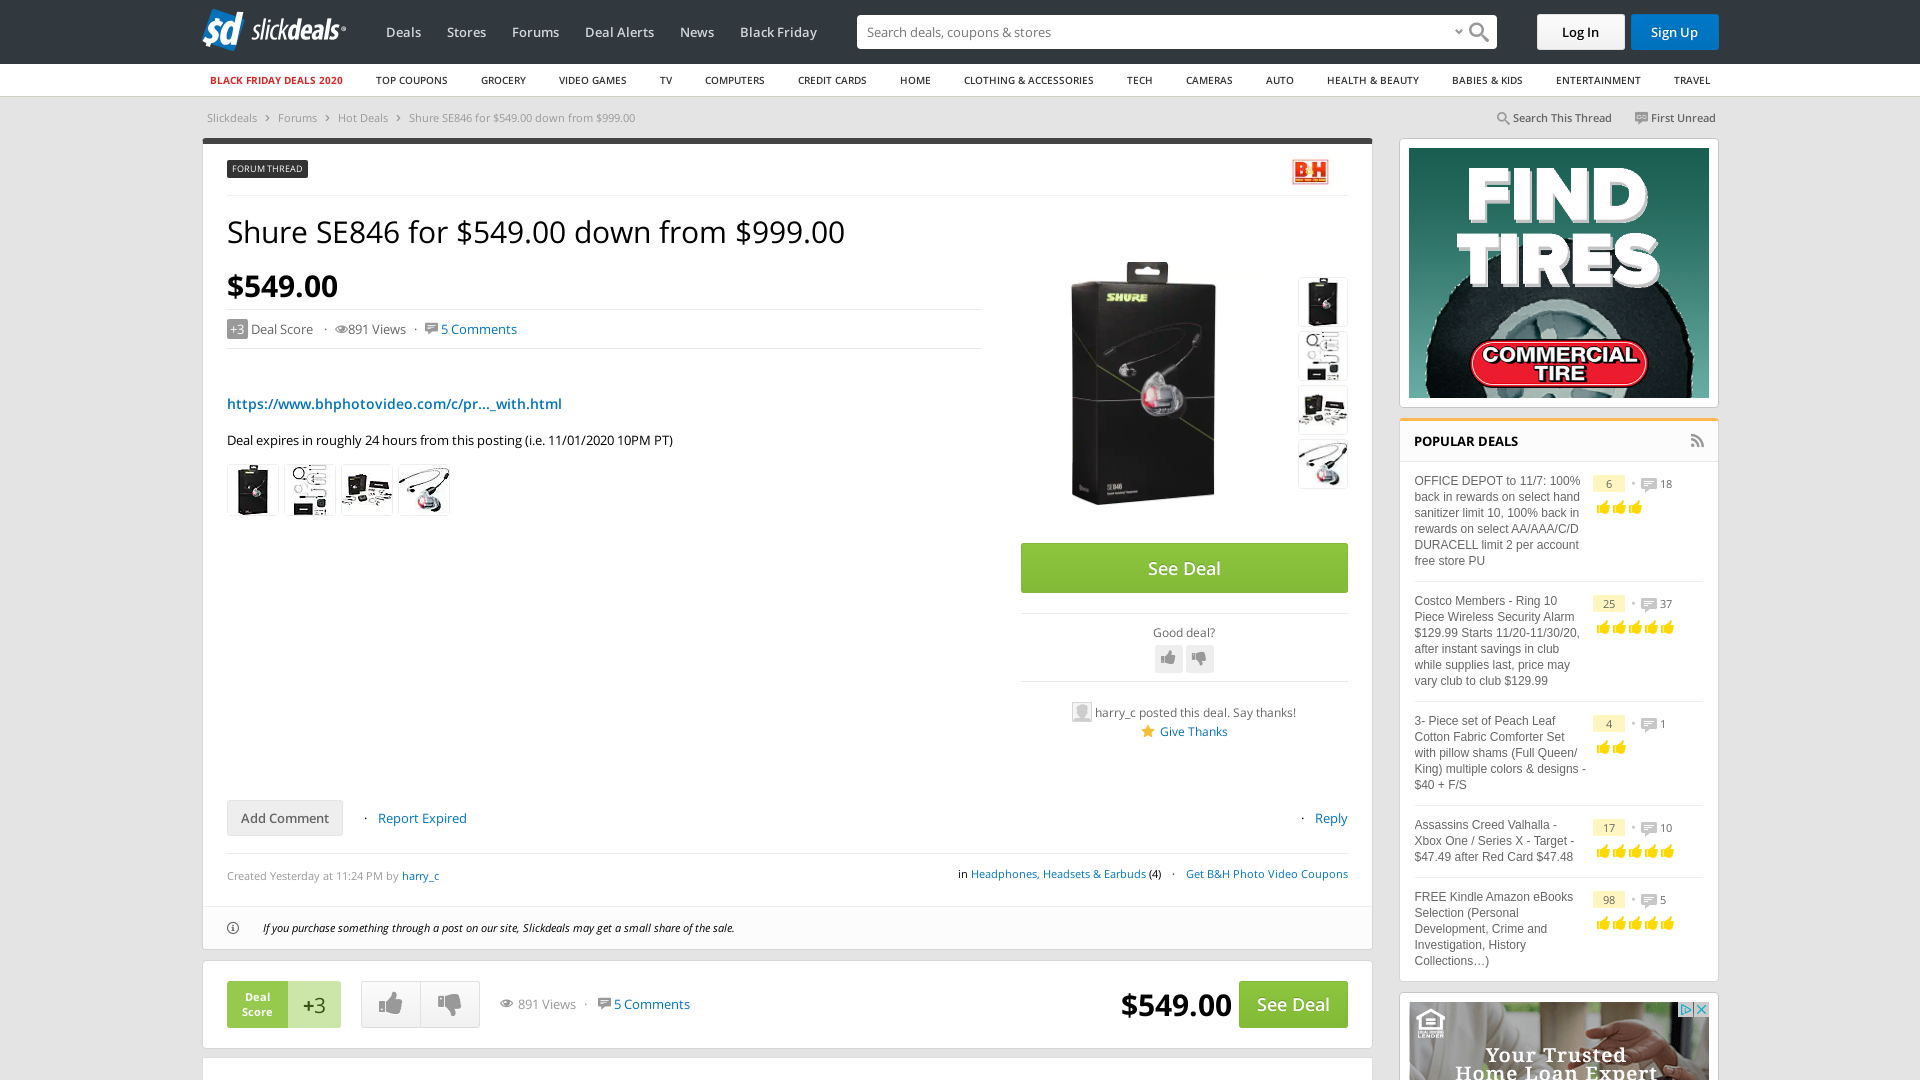 slickdeals
Deals
Stores
Forums
Deal Alerts
News
Black Friday
Search deals, coupons & stores
Log In
Sign Up
BLACK FRIDAY DEALS 2020
TOP COUPONS
GROCERY
VIDEO GAMES
TV
COMPUTERS
CREDIT CARDS
HOME
CLOTHING & ACCESSORIES
TECH
CAMERAS
AUTO
HEALTH & BEAUTY
BABIES & KIDS
ENTERTAINMENT
TRAVEL
Slickdeals › Forums › Hot Deals › Shure SE846 for $549.00 down from $999.00
Search This Thread
First Unread
FORUM THREAD
B&H
Shure SE846 for $549.00 down from $999.00
$549.00
+3 Deal Score · 891 Views · 5 Comments
https://www.bhphotovideo.com/c/pr..._with.html
Deal expires in roughly 24 hours from this posting (i.e. 11/01/2020 10PM PT)
SHURE
SE846
See Deal
Good deal?
harry_c posted this deal. Say thanks!
Give Thanks
Add Comment
· Report Expired
· Reply
Created Yesterday at 11:24 PM by harry_c
in Headphones, Headsets & Earbuds (4) · Get B&H Photo Video Coupons
If you purchase something through a post on our site, Slickdeals may get a small share of the sale.
Deal
Score
+3
891 Views · 5 Comments
$549.00
See Deal
FIND
TIRES
COMMERCIAL
TIRE
POPULAR DEALS
OFFICE DEPOT to 11/7: 100%
back in rewards on select hand
sanitizer limit 10, 100% back in
rewards on select AA/AAA/C/D
DURACELL limit 2 per account
free store PU
6 • 18
Costco Members - Ring 10
Piece Wireless Security Alarm
$129.99 Starts 11/20-11/30/20,
after instant savings in club
while supplies last, price may
vary club to club $129.99
25 • 37
3- Piece set of Peach Leaf
Cotton Fabric Comforter Set
with pillow shams (Full Queen/
King) multiple colors & designs -
$40 + F/S
4 • 1
Assassins Creed Valhalla -
Xbox One / Series X - Target -
$47.49 after Red Card $47.48
17 • 10
FREE Kindle Amazon eBooks
Selection (Personal
Development, Crime and
Investigation, History
Collections…)
98 • 5
Your Trusted
Home Loan Expert